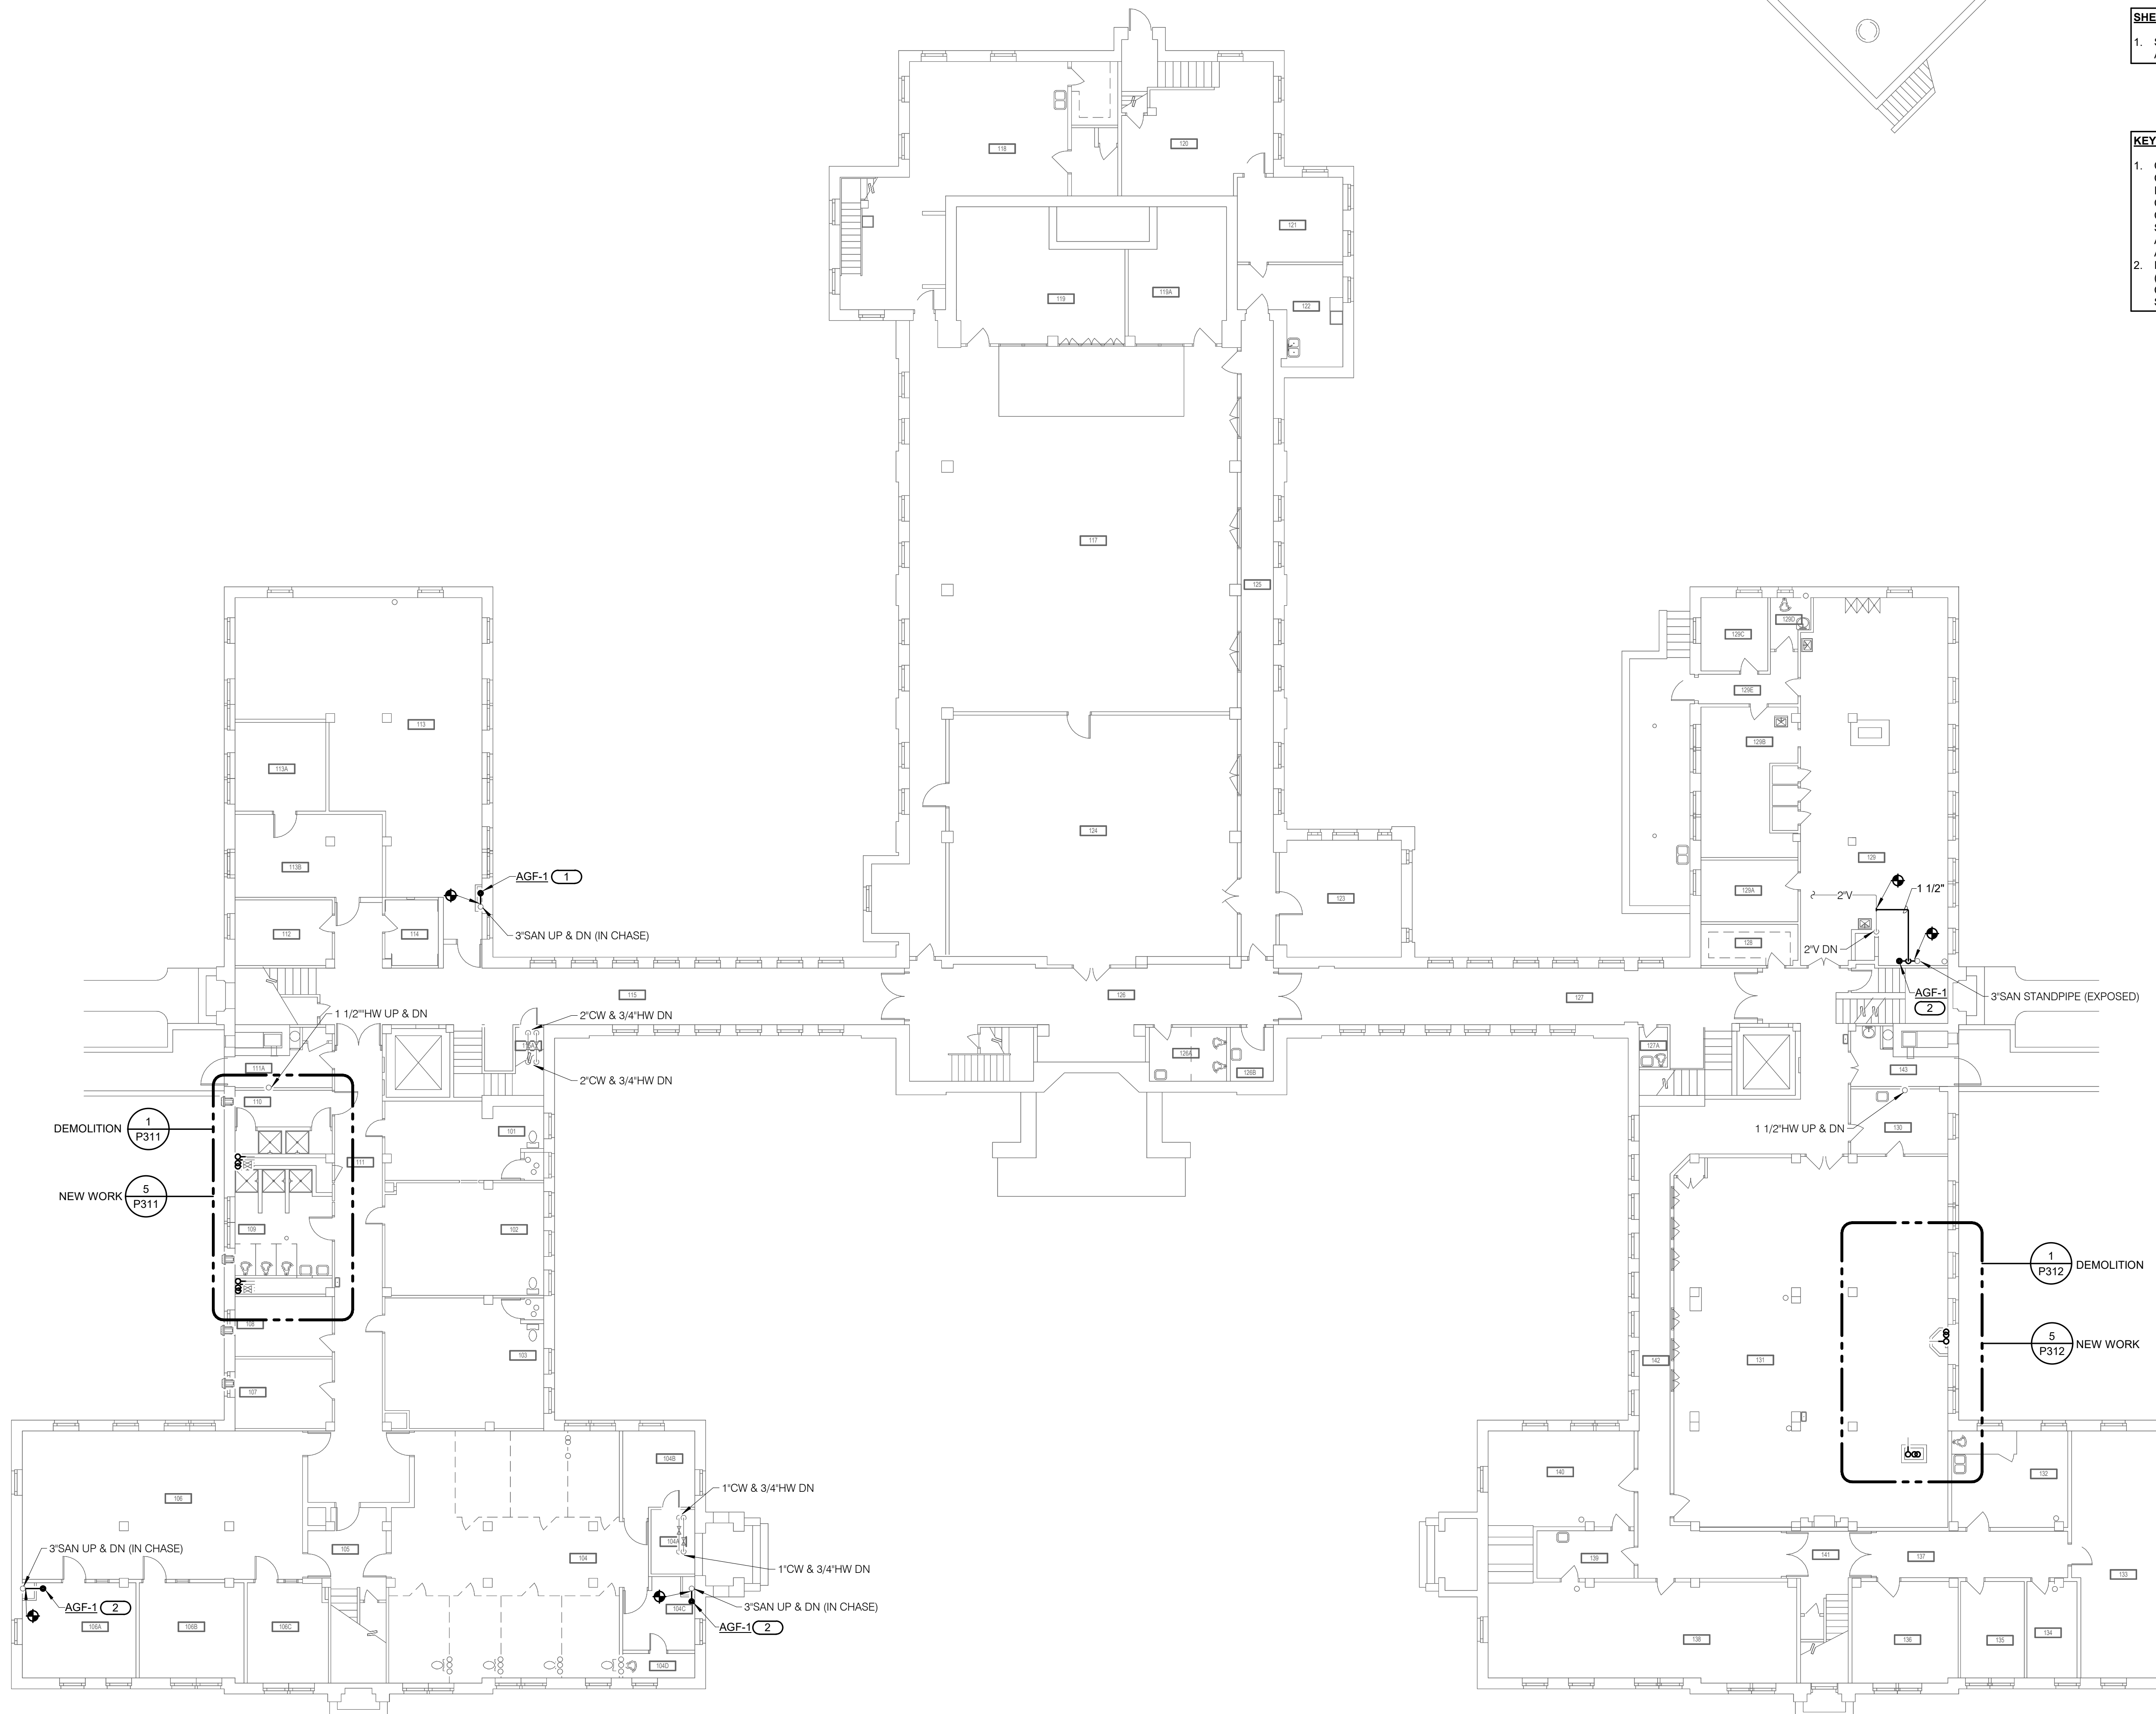 SHE
1.
KEY
1.
2.
118
120
121
119
119A
122
117
125
129C
129D
129E
113
129B
113A
124
113B
129
AGF-1 1
129A
1 1/2"
2"V
123
112
114
3"SAN UP & DN (IN CHASE)
128
2"V DN
115
126
127
AGF-1
2
3"SAN STANDPIPE (EXPOSED)
1 1/2""HW UP & DN
2"CW & 3/4"HW DN
126A
127A
111A
126B
143
2"CW & 3/4"HW DN
110
DEMOLITION
1
P311
101
1 1/2"HW UP & DN
130
111
NEW WORK
5
P311
109
102
1
P312
DEMOLITION
108
5
P312
NEW WORK
103
142
131
107
104B
140
132
1"CW & 3/4"HW DN
106
104A
3"SAN UP & DN (IN CHASE)
105
104
139
141
137
1"CW & 3/4"HW DN
133
AGF-1 2
3"SAN UP & DN (IN CHASE)
104C
106A
106B
106C
AGF-1 2
138
136
135
134
104D